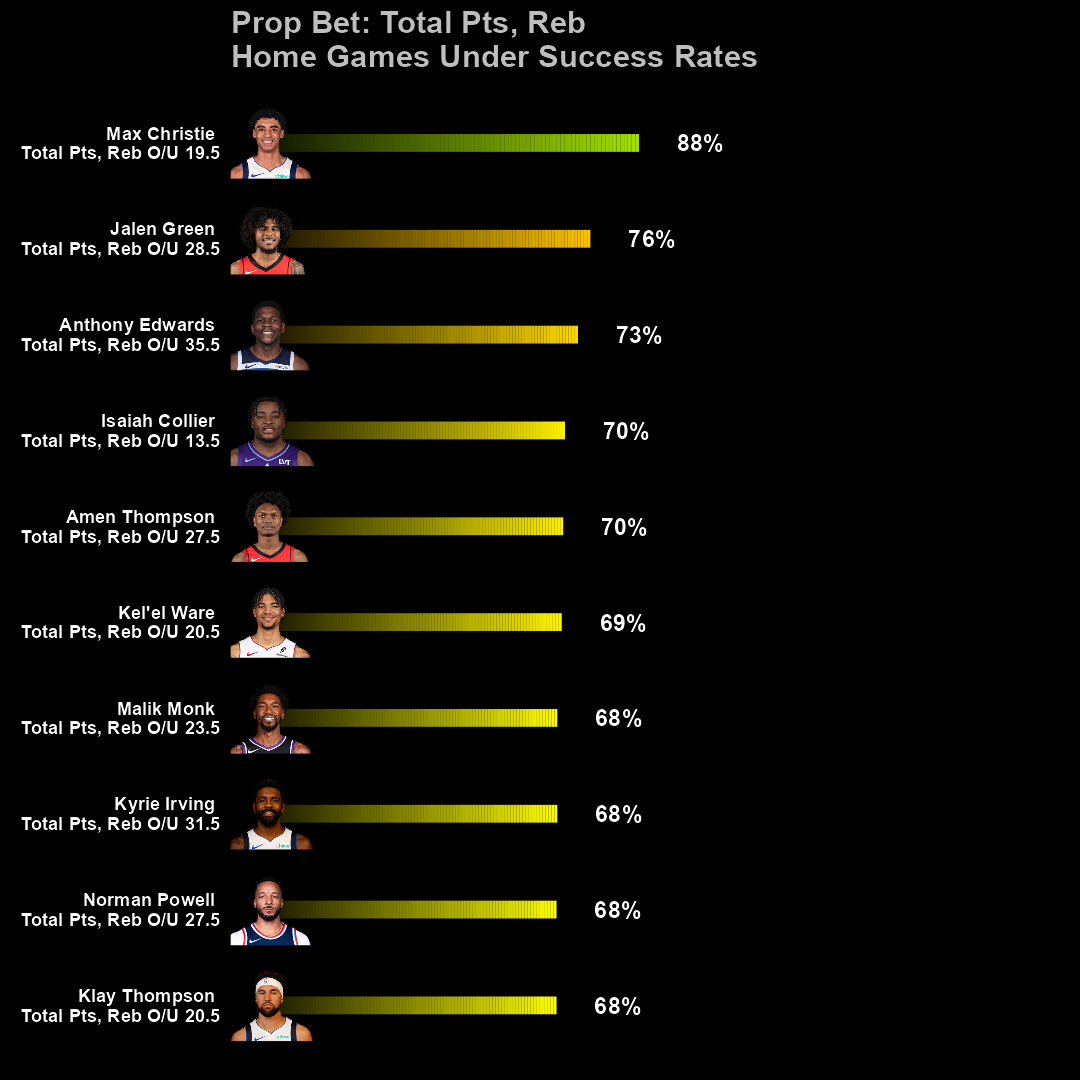 Prop Bet: Total Pts, Reb
Home Games Under Success Rates
Max Christie
Total Pts, Reb O/U 19.5
88%
Jalen Green
Total Pts, Reb O/U 28.5
76%
Anthony Edwards
Total Pts, Reb O/U 35.5
73%
Isaiah Collier
Total Pts, Reb O/U 13.5
70%
Amen Thompson
Total Pts, Reb O/U 27.5
70%
Kel'el Ware
Total Pts, Reb O/U 20.5
69%
Malik Monk
Total Pts, Reb O/U 23.5
68%
Kyrie Irving
Total Pts, Reb O/U 31.5
68%
Norman Powell
Total Pts, Reb O/U 27.5
68%
Klay Thompson
Total Pts, Reb O/U 20.5
68%